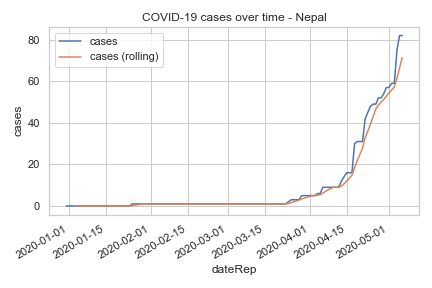 COVID-19 cases over time - Nepal
cases
cases (rolling)
80
60
40
20
0
cases
2020-01-01
2020-01-15
2020-02-01
2020-02-15
2020-03-01
2020-03-15
2020-04-01
2020-04-15
2020-05-01
dateRep